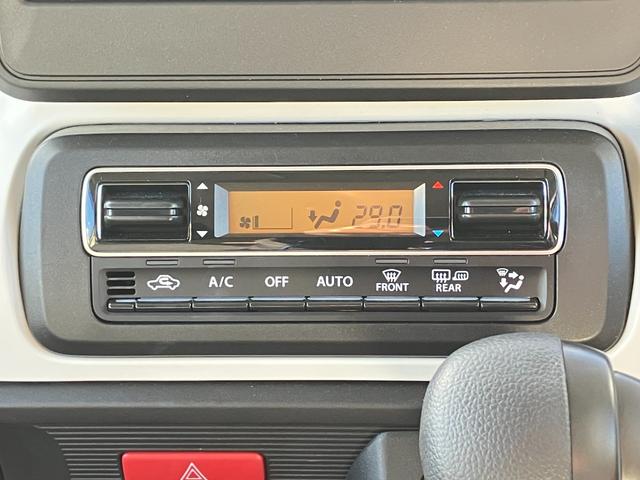 29.0
A/C OFF AUTO FRONT REAR